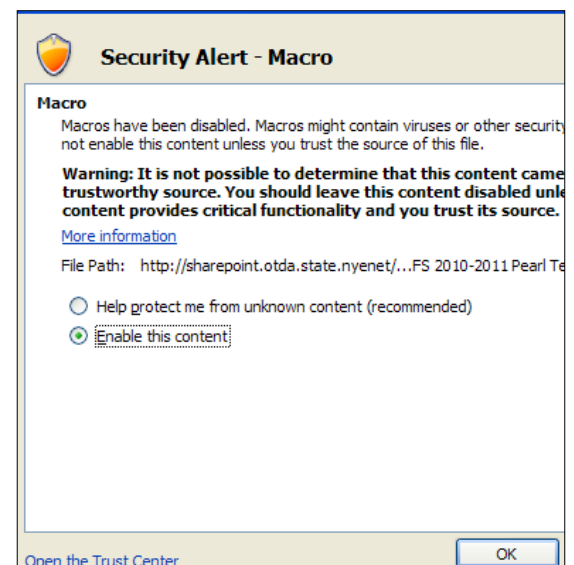 Security Alert - Macro
Macro
Macros have been disabled. Macros might contain viruses or other security
not enable this content unless you trust the source of this file.
Warning: It is not possible to determine that this content came
trustworthy source. You should leave this content disabled unle
content provides critical functionality and you trust its source.
More information
File Path: http://sharepoint.otda.state.nyenet/...FS 2010-2011 Pearl Te
Help protect me from unknown content (recommended)
Enable this content
Open the Trust Center
OK